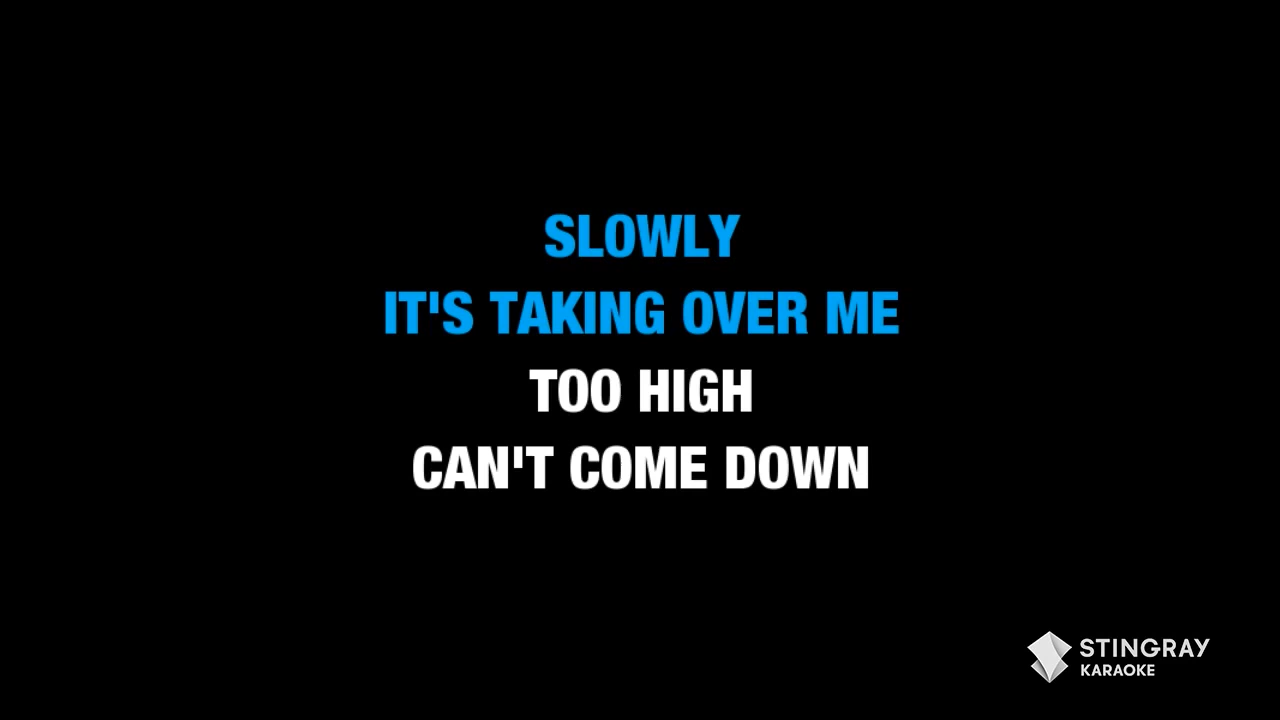 SLOWLY
IT'S TAKING OVER ME
TOO HIGH
CAN'T COME DOWN
STINGRAY
KARAOKE